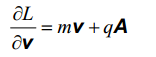 ∂L/∂v = mv + qA